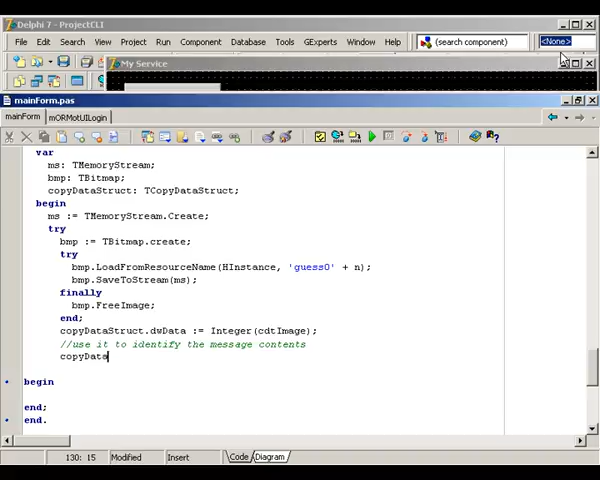 Delphi 7 - ProjectCLI
File Edit Search View Project Run Component Database Tools GExperts Window Help (search component) <None>
My Service
mainForm.pas
mainForm mORMotUILogin
var
ms: TMemoryStream;
bmp: TBitmap;
copyDataStruct: TCopyDataStruct;
begin
ms := TMemoryStream.Create;
try
bmp := TBitmap.create;
try
bmp.LoadFromResourceName(HInstance, 'guess0' + n);
bmp.SaveToStream(ms);
finally
bmp.FreeImage;
end;
copyDataStruct.dwData := Integer(cdtImage);
//use it to identify the message contents
copyData
begin
end;
end.
130: 15 Modified Insert Code Diagram